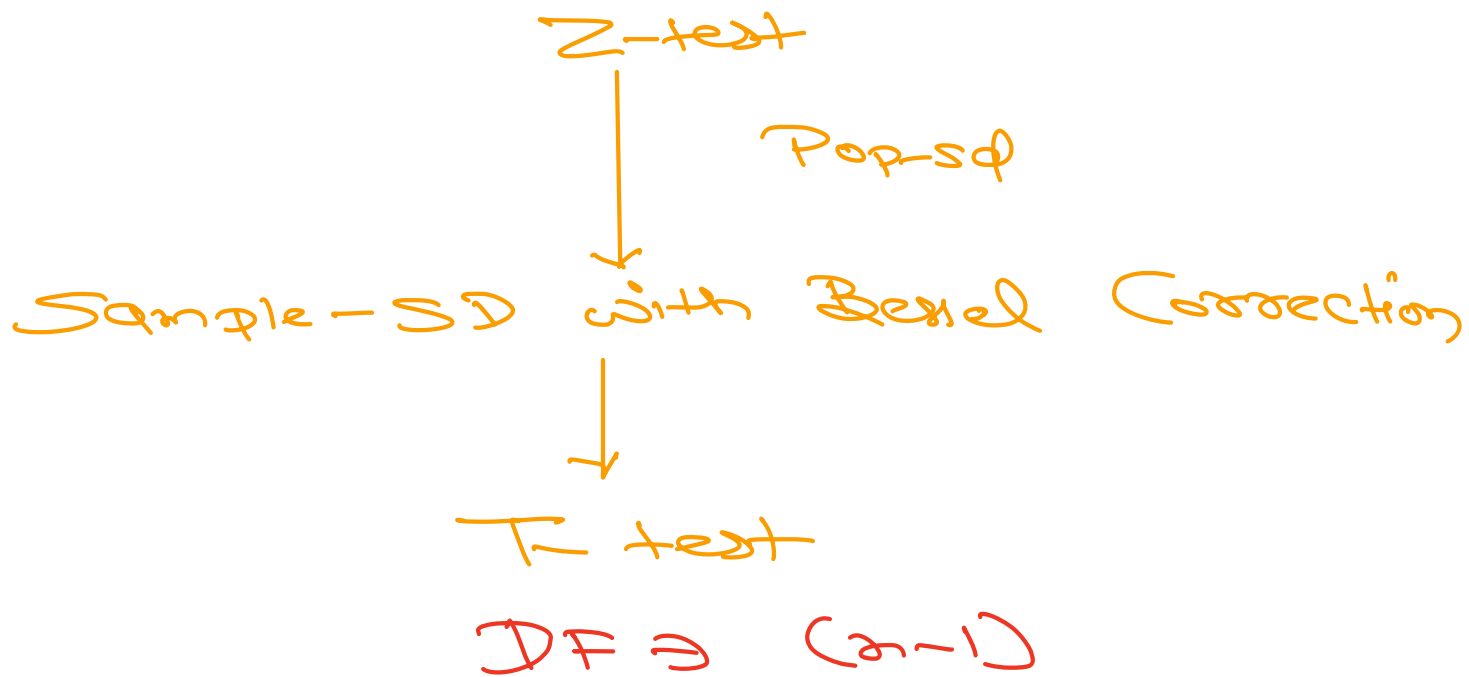 Z-test
Pop-sd
Sample-SD with Bessel Correction
T-test
DF ⇒ (n-1)